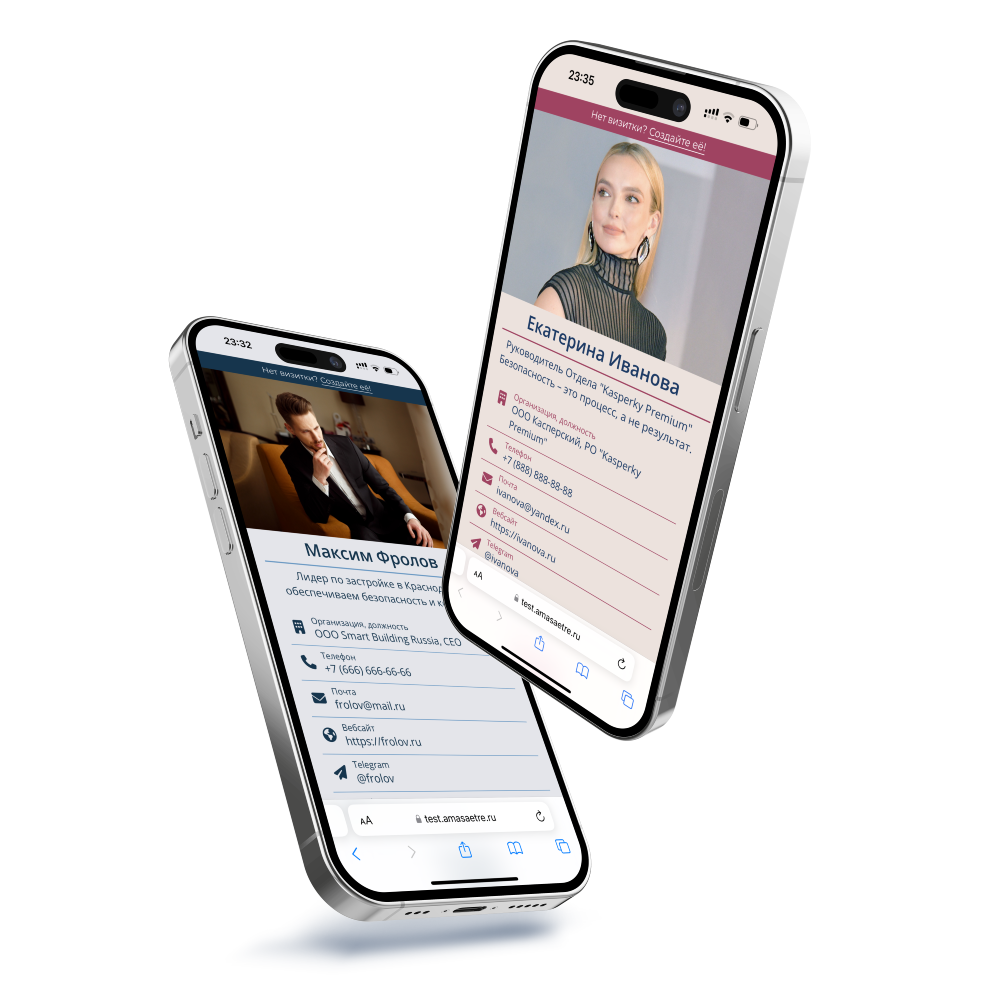 23:35
Нет визитки? Создайте её!
Екатерина Иванова
Руководитель Отдела "Kasperky Premium"
Безопасность – это процесс, а не результат.
Организация, должность
ООО Касперский, РО "Kasperky
Premium"
Телефон
+7 (888) 888-88-88
Почта
ivanova@yandex.ru
Вебсайт
https://ivanova.ru
Telegram
@ivanova
AA
test.amasaetre.ru
23:32
Нет визитки? Создайте её!
Максим Фролов
Лидер по застройке в
обеспечиваем безопасность и
Организация, должность
ООО Smart Building Russia, CEO
Телефон
+7 (666) 666-66-66
Почта
frolov@mail.ru
Вебсайт
https://frolov.ru
Telegram
@frolov
AA
test.amasaetre.ru